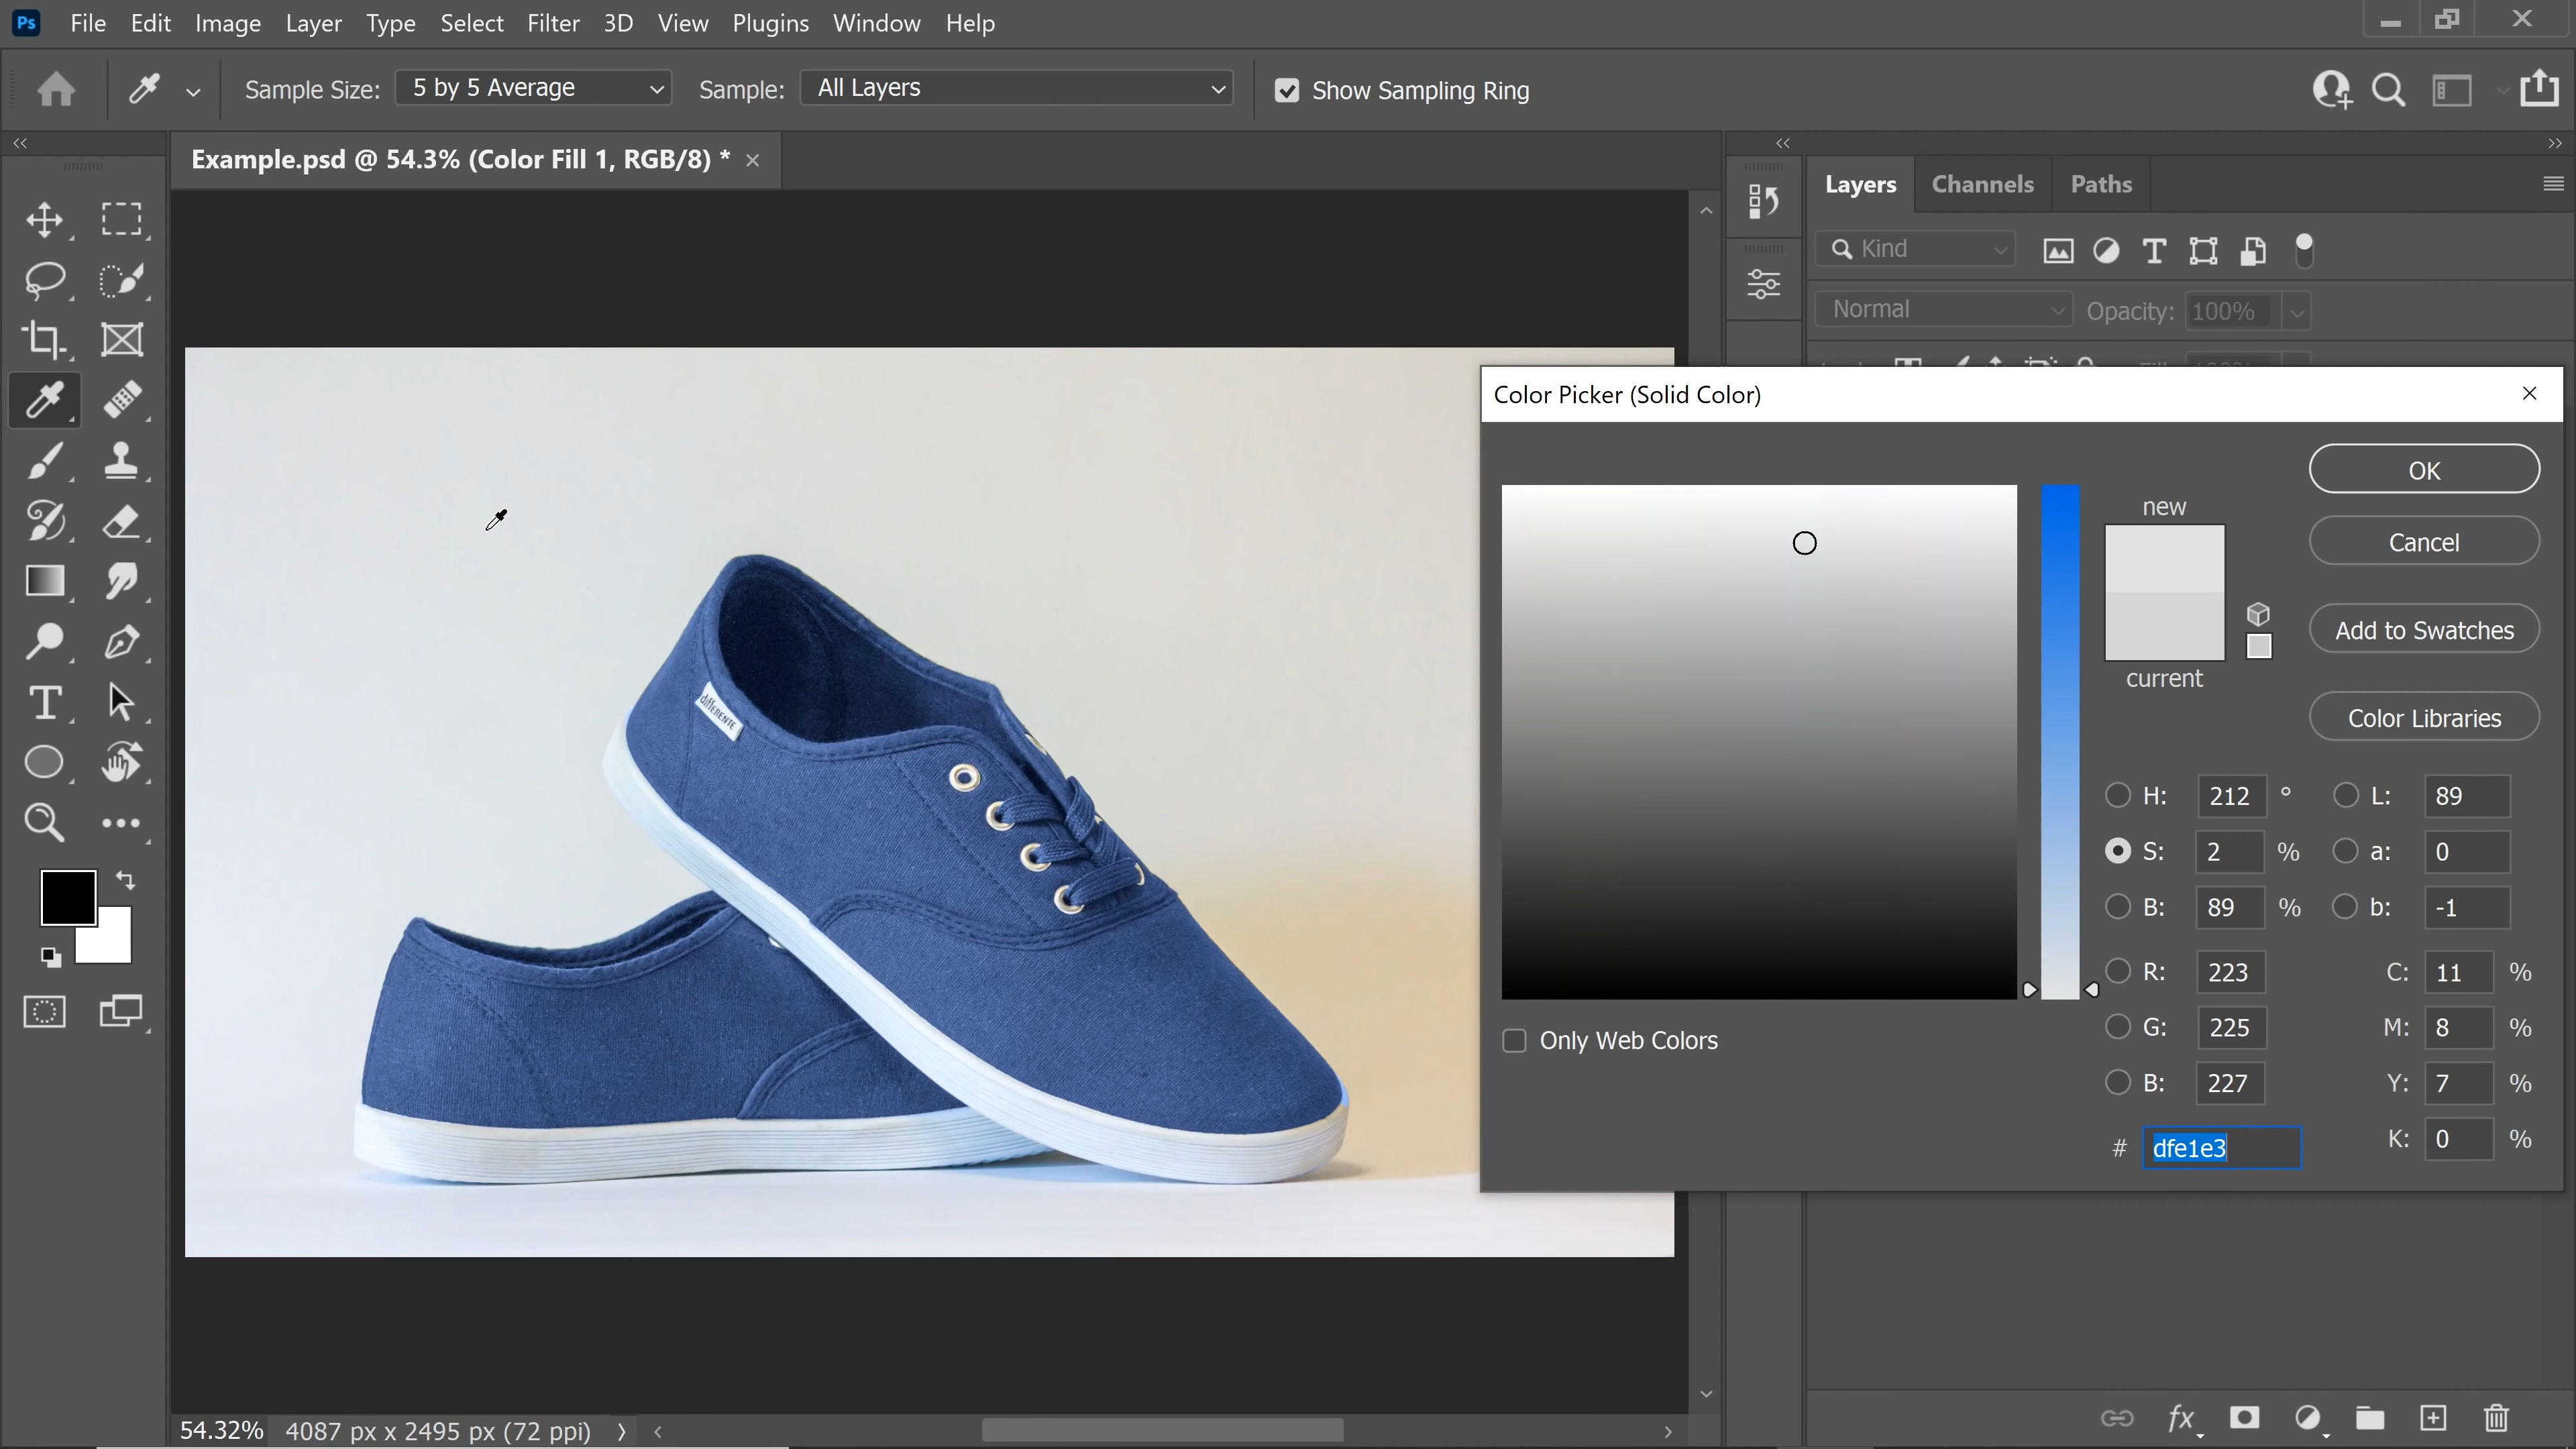 Ps File Edit Image Layer Type Select Filter 3D View Plugins Window Help
Sample Size: 5 by 5 Average Sample: All Layers Show Sampling Ring
Example.psd @ 54.3% (Color Fill 1, RGB/8) *
Layers Channels Paths
Kind
Normal Opacity: 100%
Color Picker (Solid Color)
OK
new
Cancel
Add to Swatches
current
Color Libraries
H: 212 ° L: 89
S: 2 % a: 0
B: 89 % b: -1
R: 223 C: 11 %
G: 225 M: 8 %
B: 227 Y: 7 %
# dfe1e3 K: 0 %
Only Web Colors
differente
fx
54.32% 4087 px x 2495 px (72 ppi)